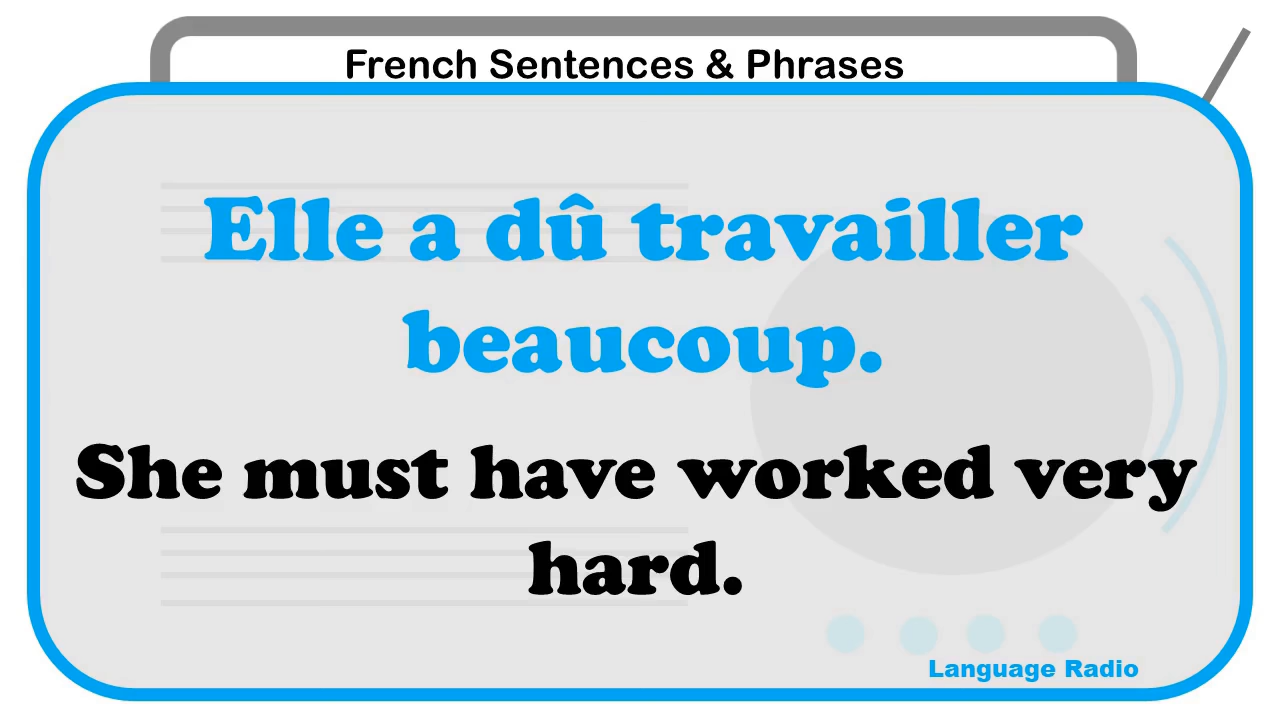 French Sentences & Phrases
Elle a dû travailler
beaucoup.
She must have worked very
hard.
Language Radio